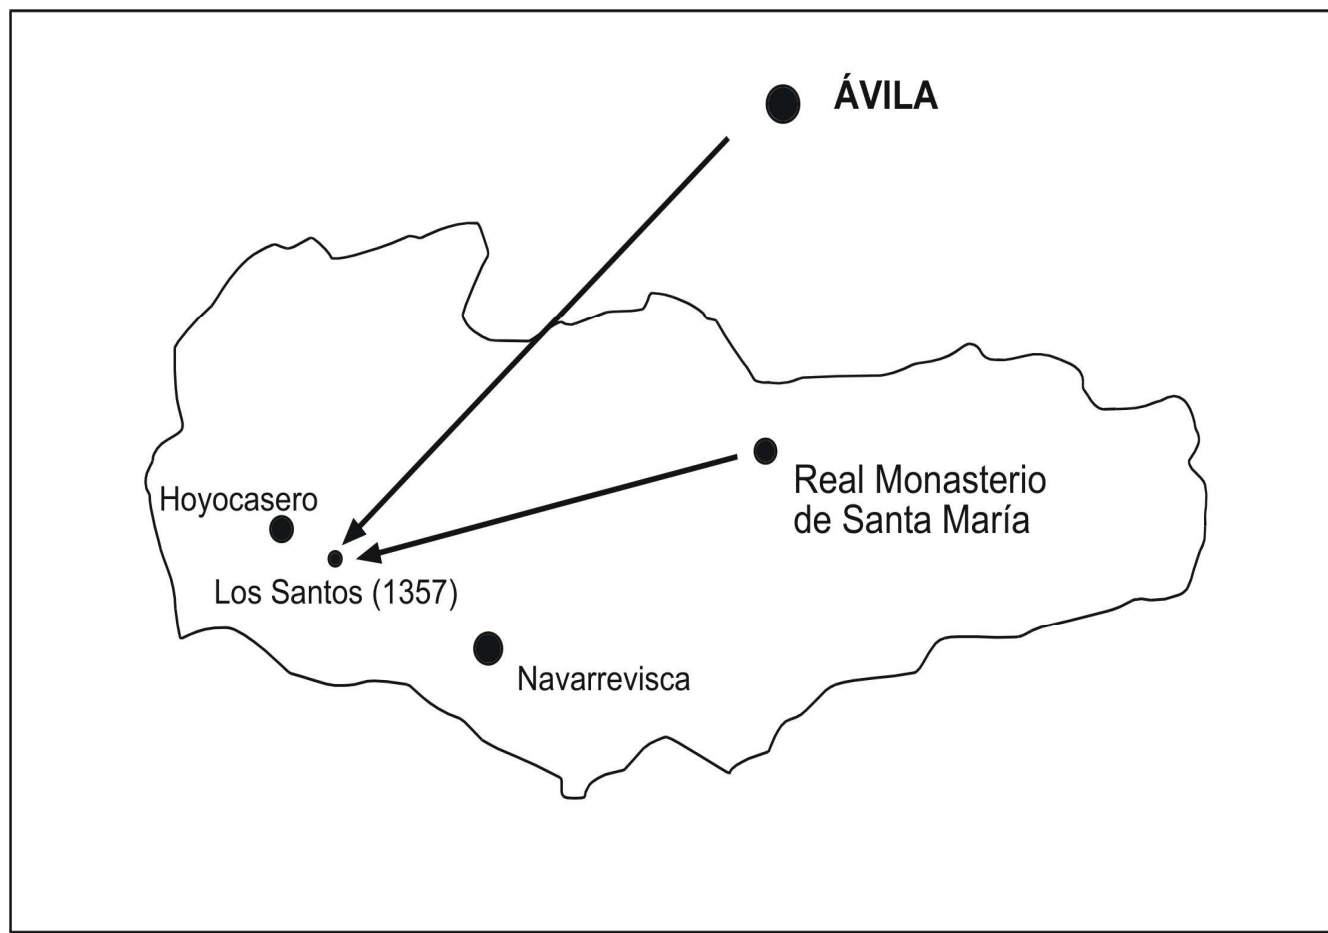 ÁVILA
Real Monasterio
de Santa María
Hoyocasero
Los Santos (1357)
Navarrevisca